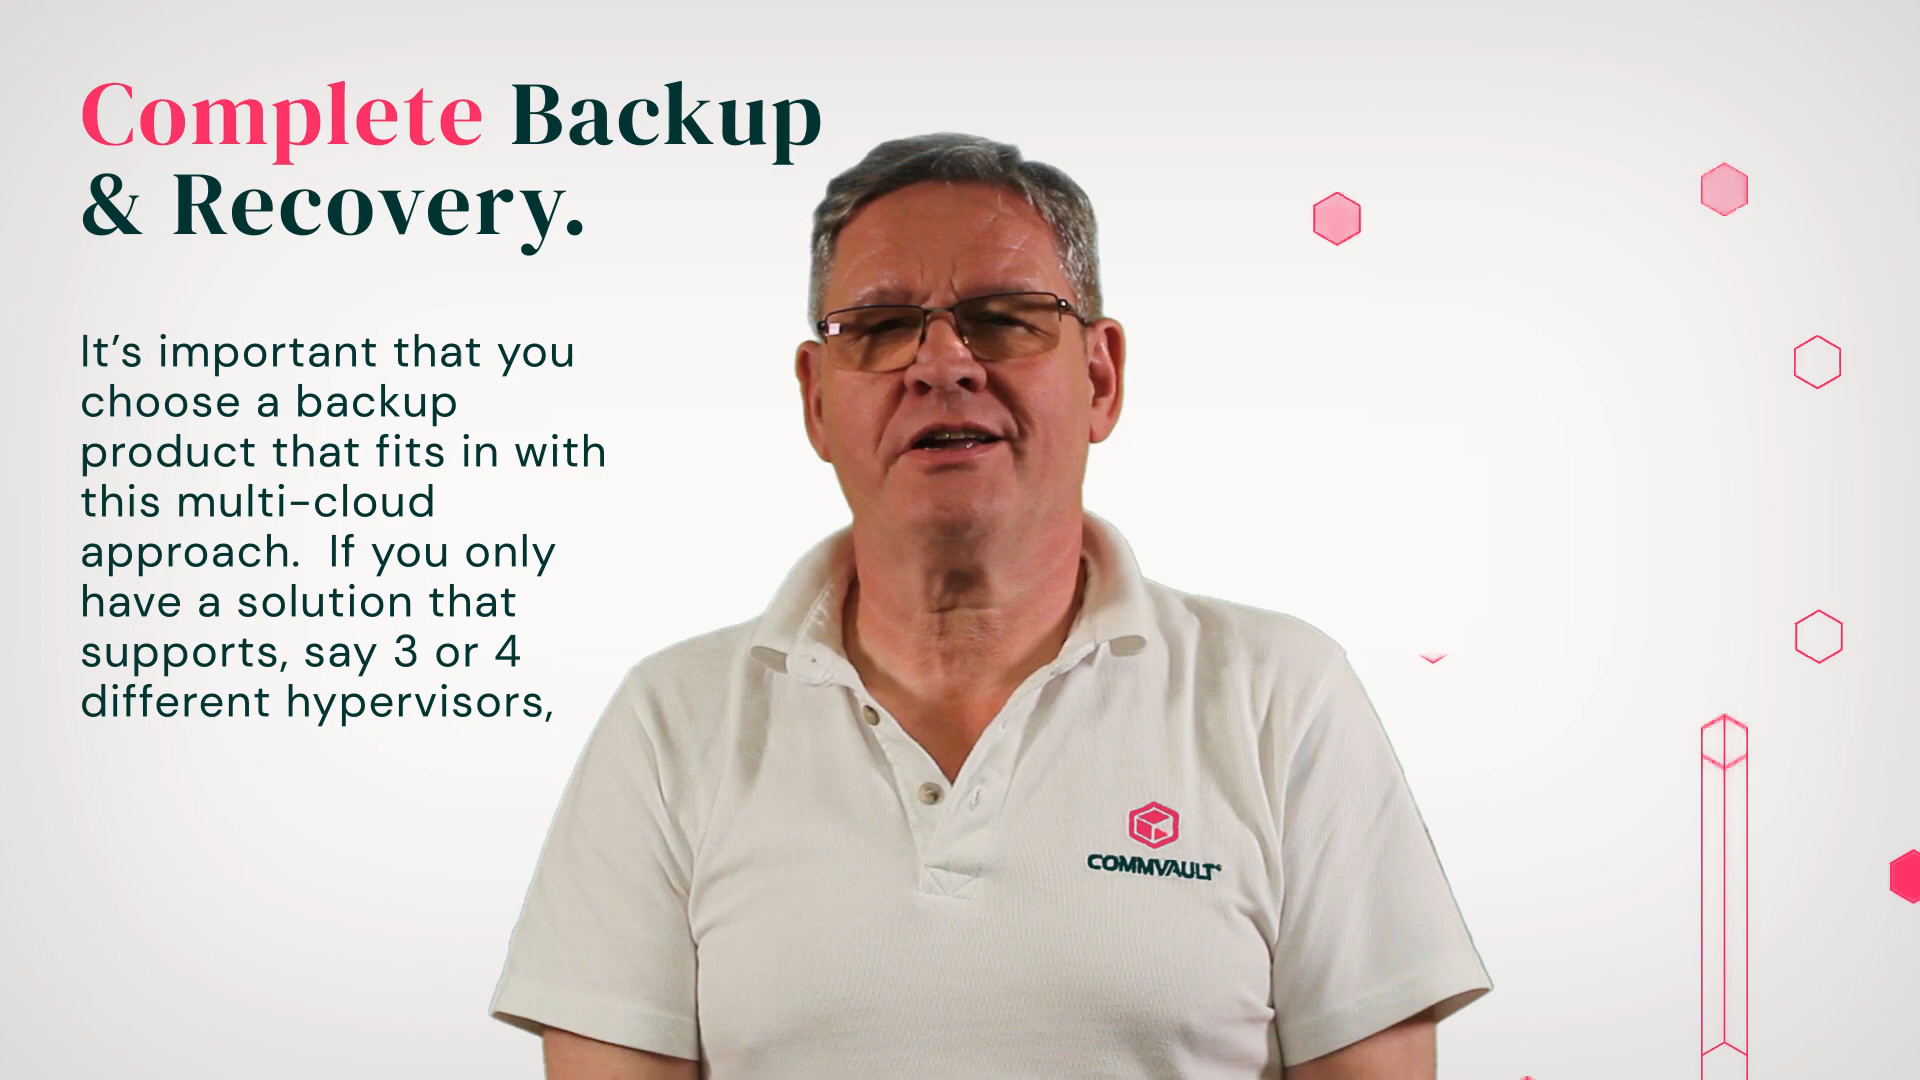 Complete Backup
& Recovery.
It’s important that you
choose a backup
product that fits in with
this multi-cloud
approach.  If you only
have a solution that
supports, say 3 or 4
different hypervisors,
COMMVAULT